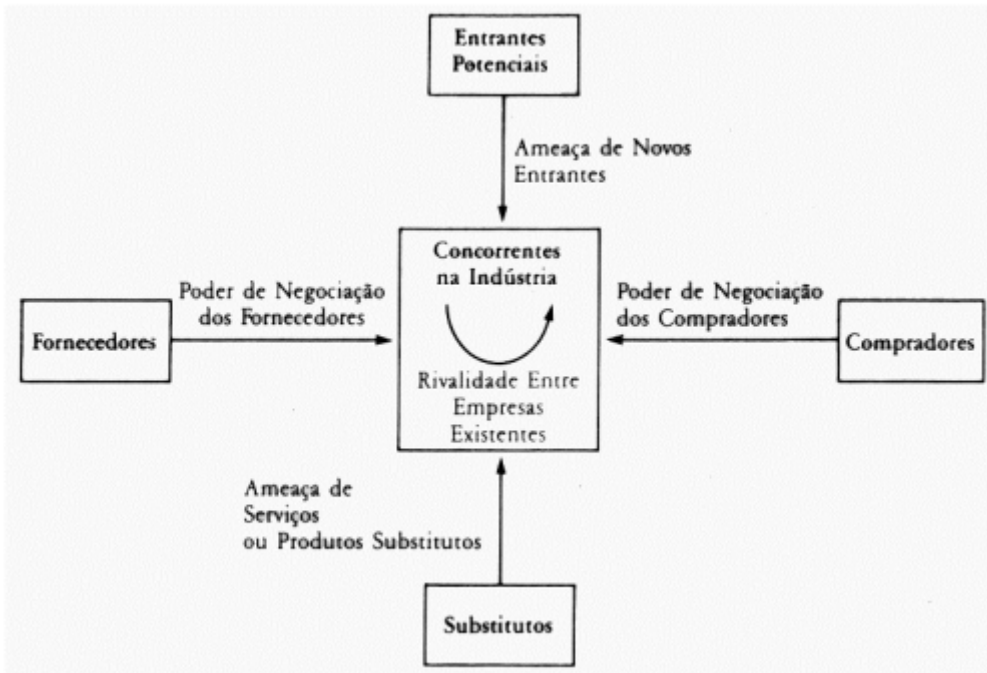 Entrantes
Potenciais
Ameaça de Novos
Entrantes
Concorrentes
na Indústria
Poder de Negociação
dos Fornecedores
Poder de Negociação
dos Compradores
Fornecedores
Compradores
Rivalidade Entre
Empresas
Existentes
Ameaça de
Serviços
ou Produtos Substitutos
Substitutos